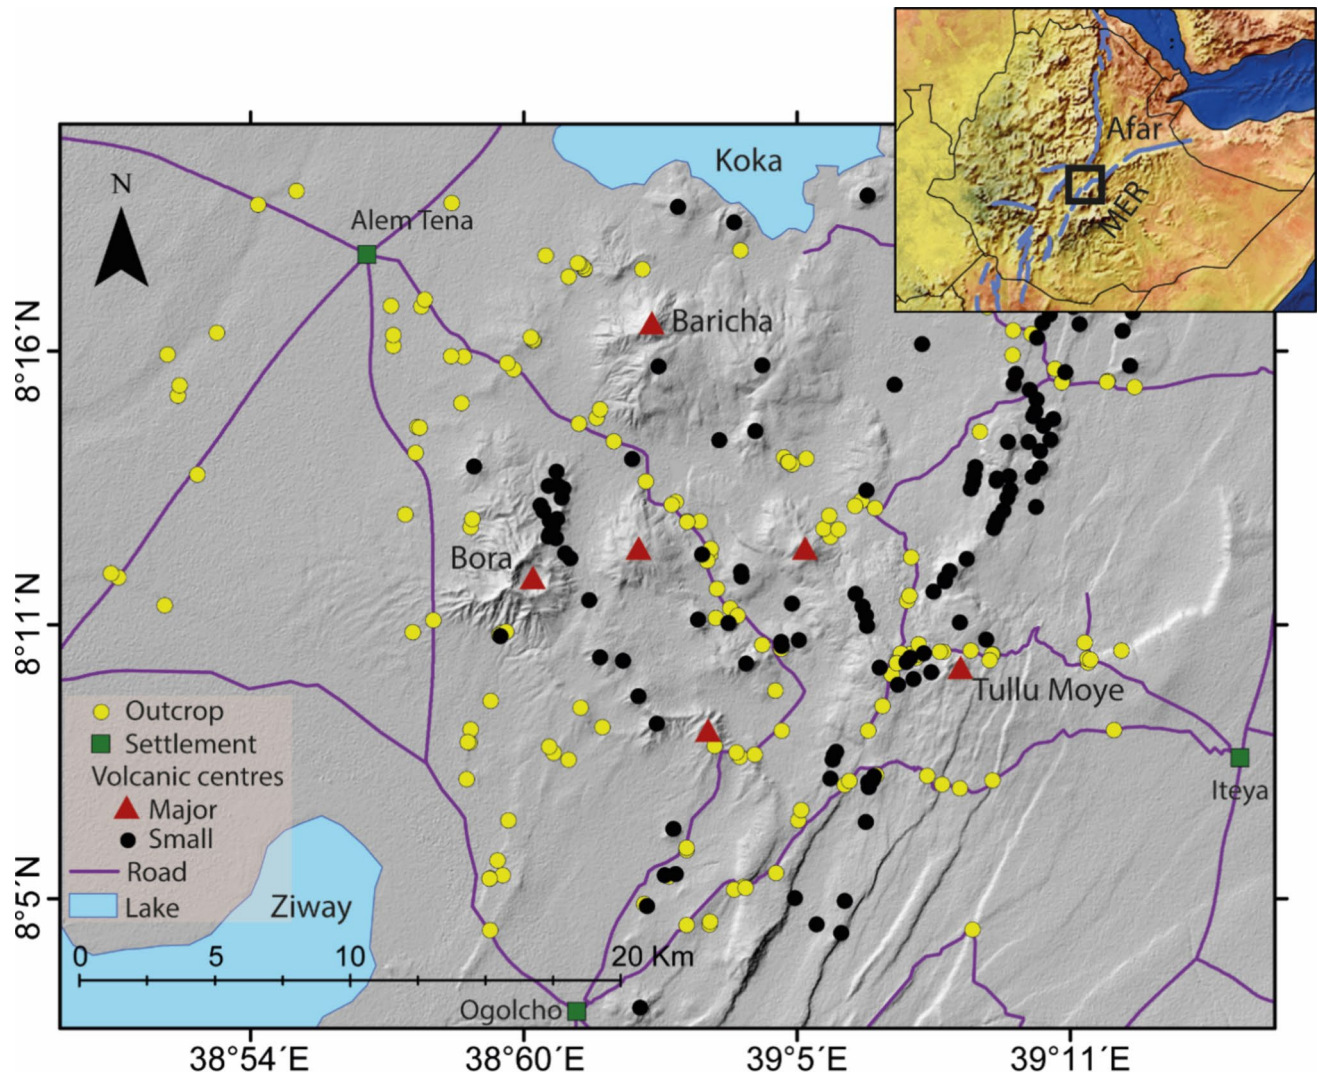 Afar
MER
N
Koka
Alem Tena
Baricha
8°16´N
Bora
8°11´N
Tullu Moye
Outcrop
Settlement
Volcanic centres
Major
Small
Road
Lake
Iteya
Ziway
8°5´N
0 5 10 20 Km
Ogolcho
38°54´E 38°60´E 39°5´E 39°11´E